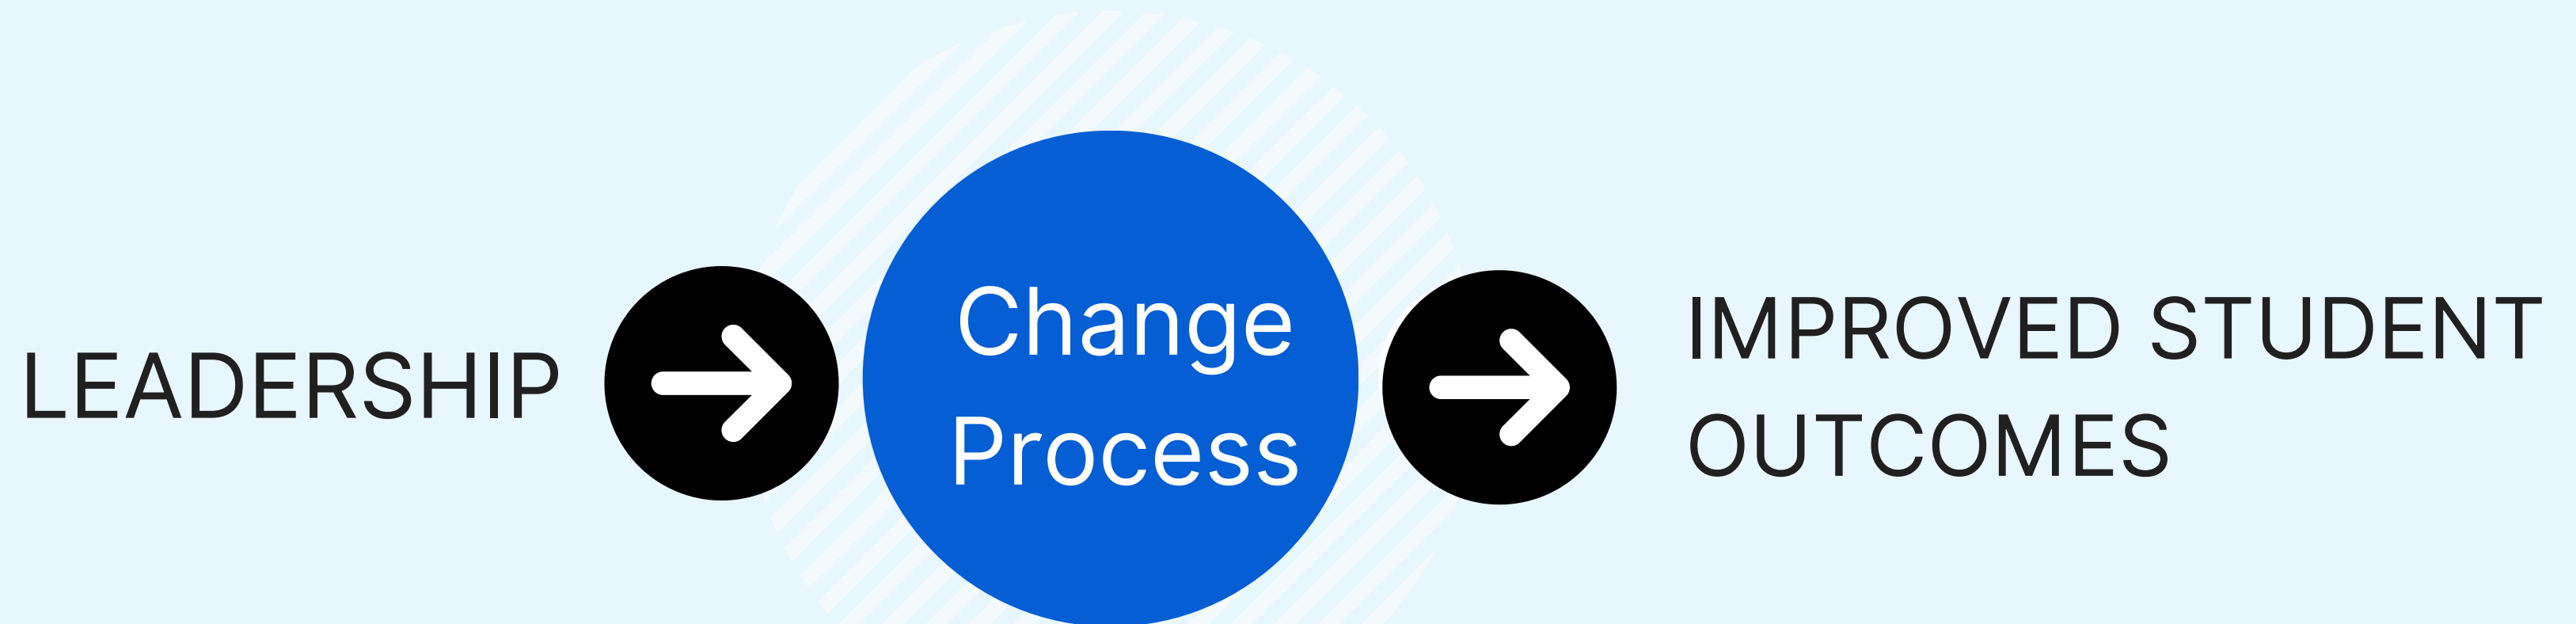 LEADERSHIP
Change
Process
IMPROVED STUDENT
OUTCOMES